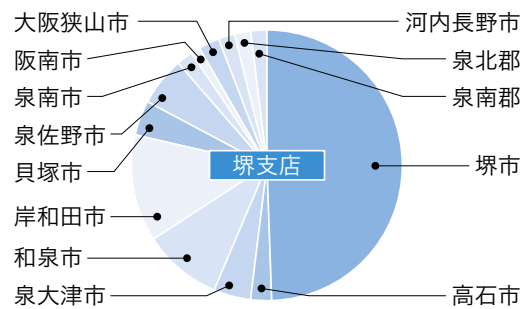 大阪狭山市
河内長野市
阪南市
泉北郡
泉南市
泉南郡
泉佐野市
堺支店
堺市
貝塚市
岸和田市
和泉市
泉大津市
高石市